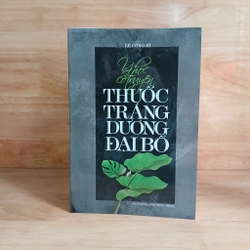 Y học
cổ truyền
THUỐC
TRÁNG
DƯƠNG
ĐẠI BỔ